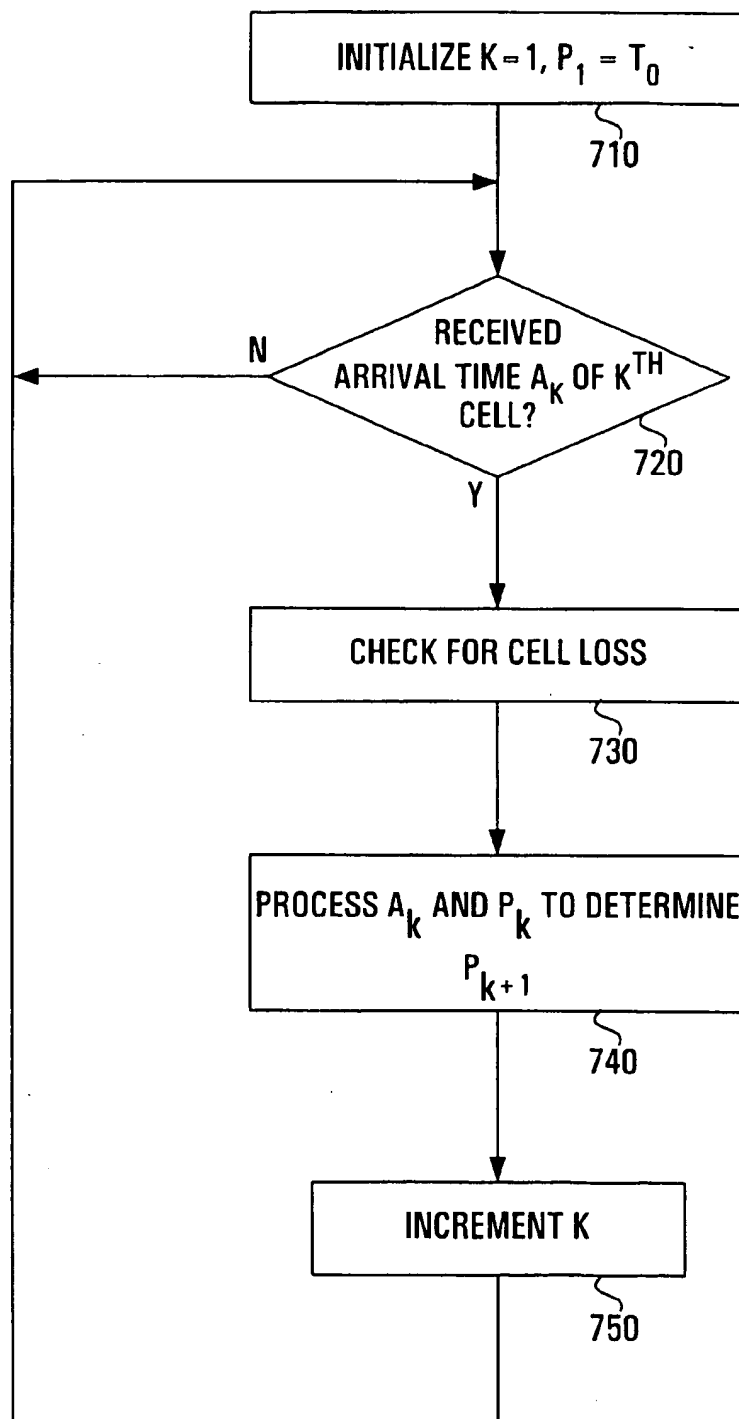 INITIALIZE K=1, P₁ = T₀
710
RECEIVED
N
ARRIVAL TIME Aₖ OF Kᵀᴴ
CELL?
720
Y
CHECK FOR CELL LOSS
730
PROCESS Aₖ AND Pₖ TO DETERMINE
Pₖ₊₁
740
INCREMENT K
750